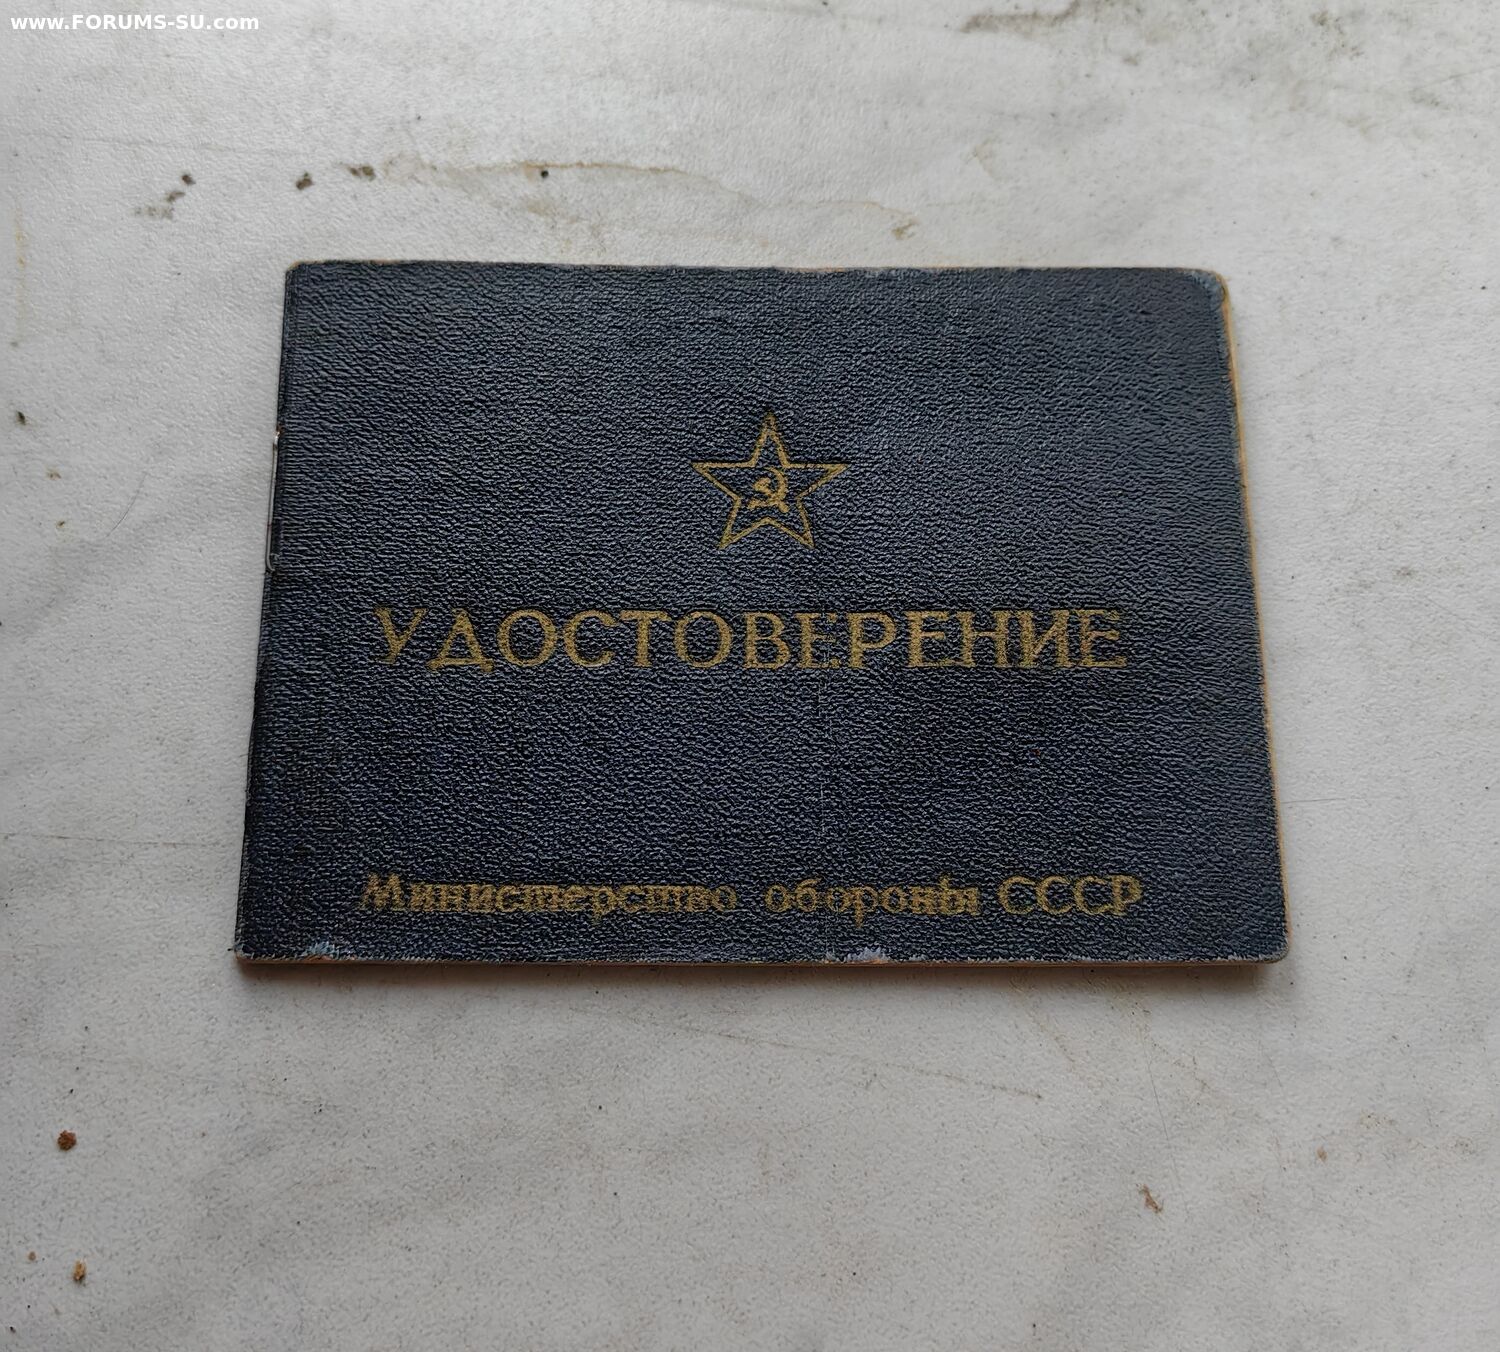 www.FORUMS-SU.com
УДОСТОВЕРЕНИЕ
Министерство обороны СССР